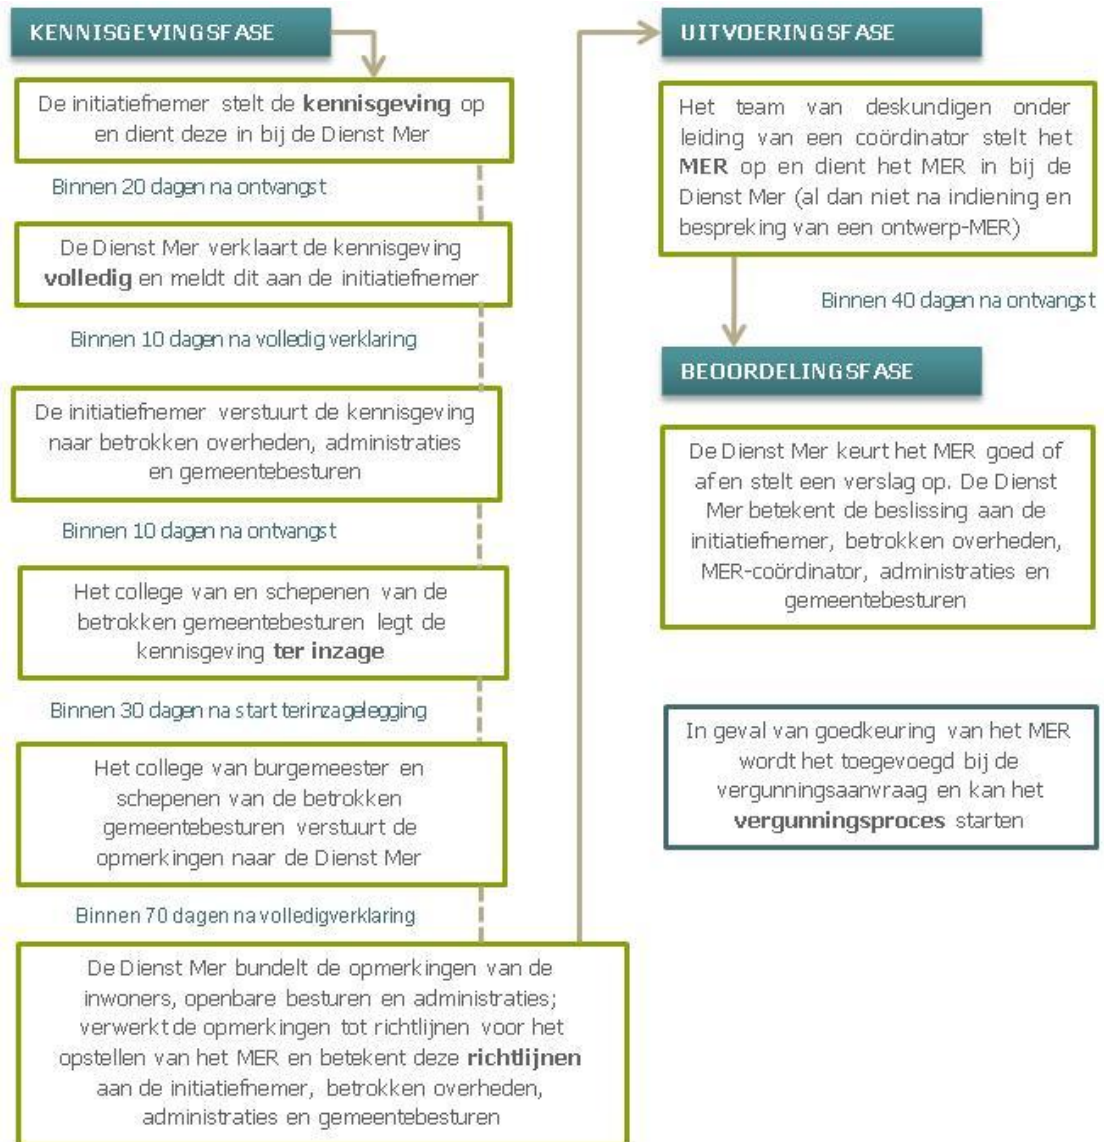 KENNISGEVINGSFASE
De initiatiefnemer stelt de kennisgeving op
en dient deze in bij de Dienst Mer
Binnen 20 dagen na ontvangst
De Dienst Mer verklaart de kennisgeving
volledig en meldt dit aan de initiatiefnemer
Binnen 10 dagen na volledig verklaring
De initiatiefnemer verstuurt de kennisgeving
naar betrokken overheden, administraties
en gemeentebesturen
Binnen 10 dagen na ontvangst
Het college van en schepenen van de
betrokken gemeentebesturen legt de
kennisgeving ter inzage
Binnen 30 dagen na start terinzagelegging
Het college van burgemeester en
schepenen van de betrokken
gemeentebesturen verstuurt de
opmerkingen naar de Dienst Mer
Binnen 70 dagen na volledigverklaring
De Dienst Mer bundelt de opmerkingen van de
inwoners, openbare besturen en administraties;
verwerkt de opmerkingen tot richtlijnen voor het
opstellen van het MER en betekent deze richtlijnen
aan de initiatiefnemer, betrokken overheden,
administraties en gemeentebesturen
UITVOERINGSFASE
Het team van deskundigen onder
leiding van een coördinator stelt het
MER op en dient het MER in bij de
Dienst Mer (al dan niet na indiening en
bespreking van een ontwerp-MER)
Binnen 40 dagen na ontvangst
BEOORDELINGSFASE
De Dienst Mer keurt het MER goed of
af en stelt een verslag op. De Dienst
Mer betekent de beslissing aan de
initiatiefnemer, betrokken overheden,
MER-coördinator, administraties en
gemeentebesturen
In geval van goedkeuring van het MER
wordt het toegevoegd bij de
vergunningsaanvraag en kan het
vergunningsproces starten